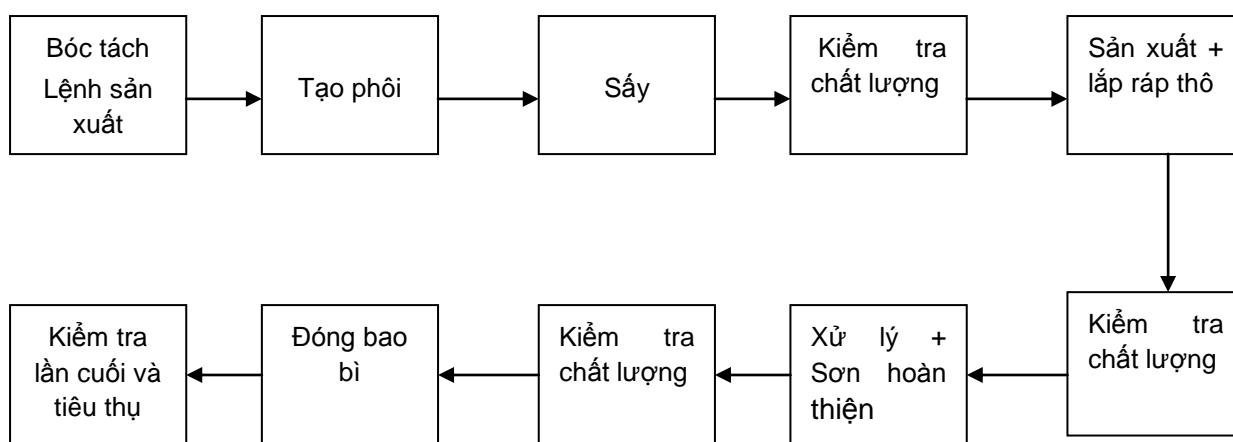 Bóc tách
Lệnh sản
xuất
Tạo phôi
Sấy
Kiểm tra
chất lượng
Sản xuất +
lắp ráp thô
Kiểm tra
chất lượng
Xử lý +
Sơn hoàn
thiện
Kiểm tra
chất lượng
Đóng bao
bì
Kiểm tra
lần cuối và
tiêu thụ